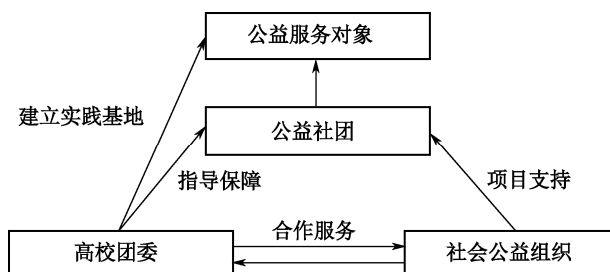 公益服务对象
建立实践基地
公益社团
指导保障
项目支持
高校团委
合作服务
社会公益组织